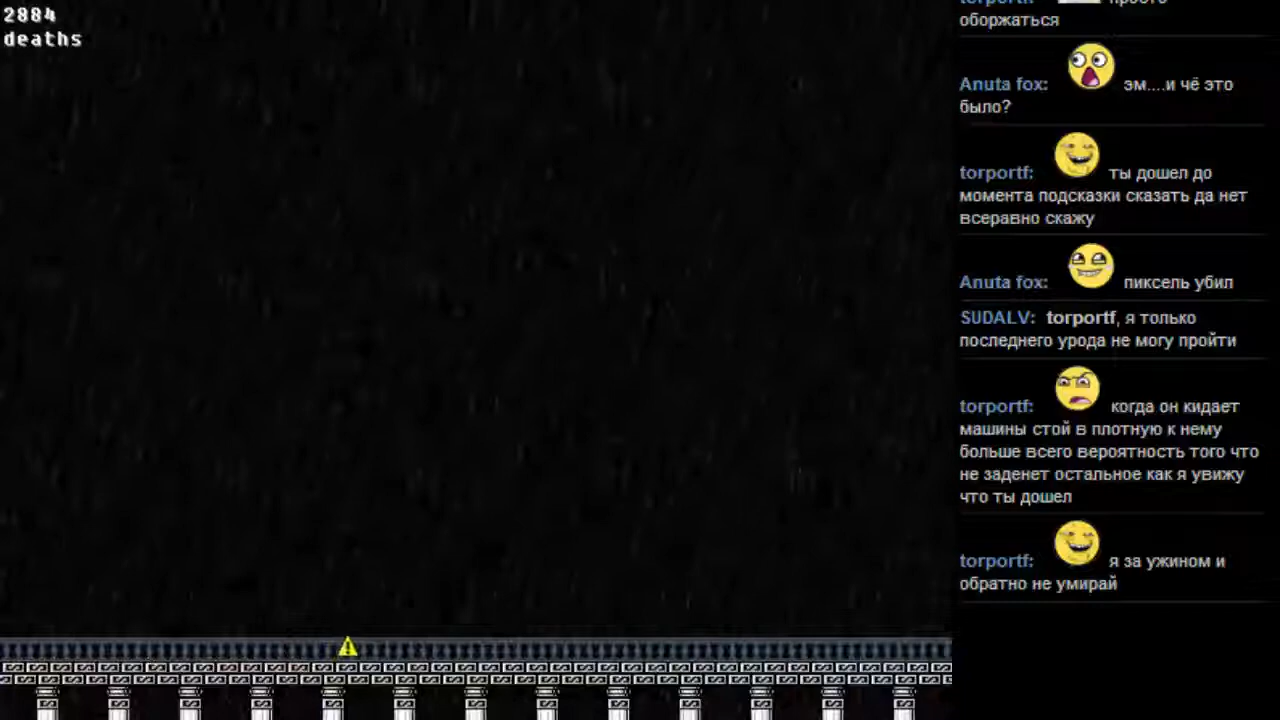 2884
deaths
оборжаться
Anuta fox: эм....и чё это
было?
torportf: ты дошел до
момента подсказки сказать да нет
всеравно скажу
Anuta fox: пиксель убил
SUDALV: torportf, я только
последнего урода не могу пройти
torportf: когда он кидает
машины стой в плотную к нему
больше всего вероятность того что
не заденет остальное как я увижу
что ты дошел
torportf: я за ужином и
обратно не умирай